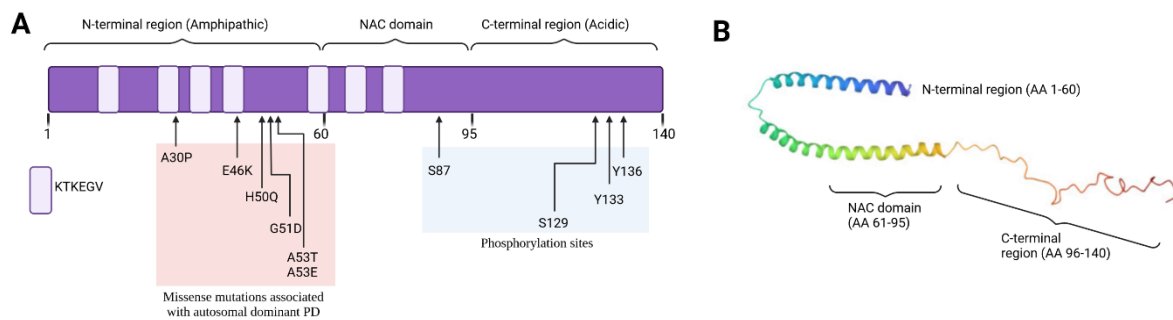 A
N-terminal region (Amphipathic)
NAC domain
C-terminal region (Acidic)
1
60
95
140
KTKEGV
A30P
E46K
H50Q
G51D
A53T
A53E
Missense mutations associated
with autosomal dominant PD
S87
S129
Y133
Y136
Phosphorylation sites
B
N-terminal region (AA 1-60)
NAC domain
(AA 61-95)
C-terminal
region (AA 96-140)